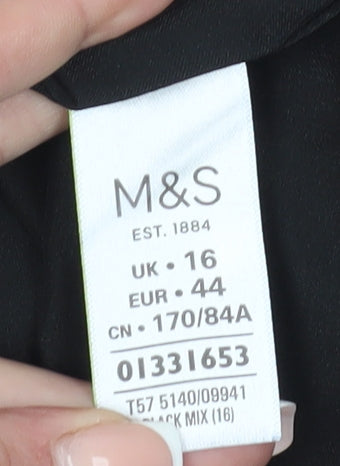 M&S
EST. 1884
UK • 16
EUR • 44
CN • 170/84A
01331653
T57 5140/09941
BLACK MIX (16)